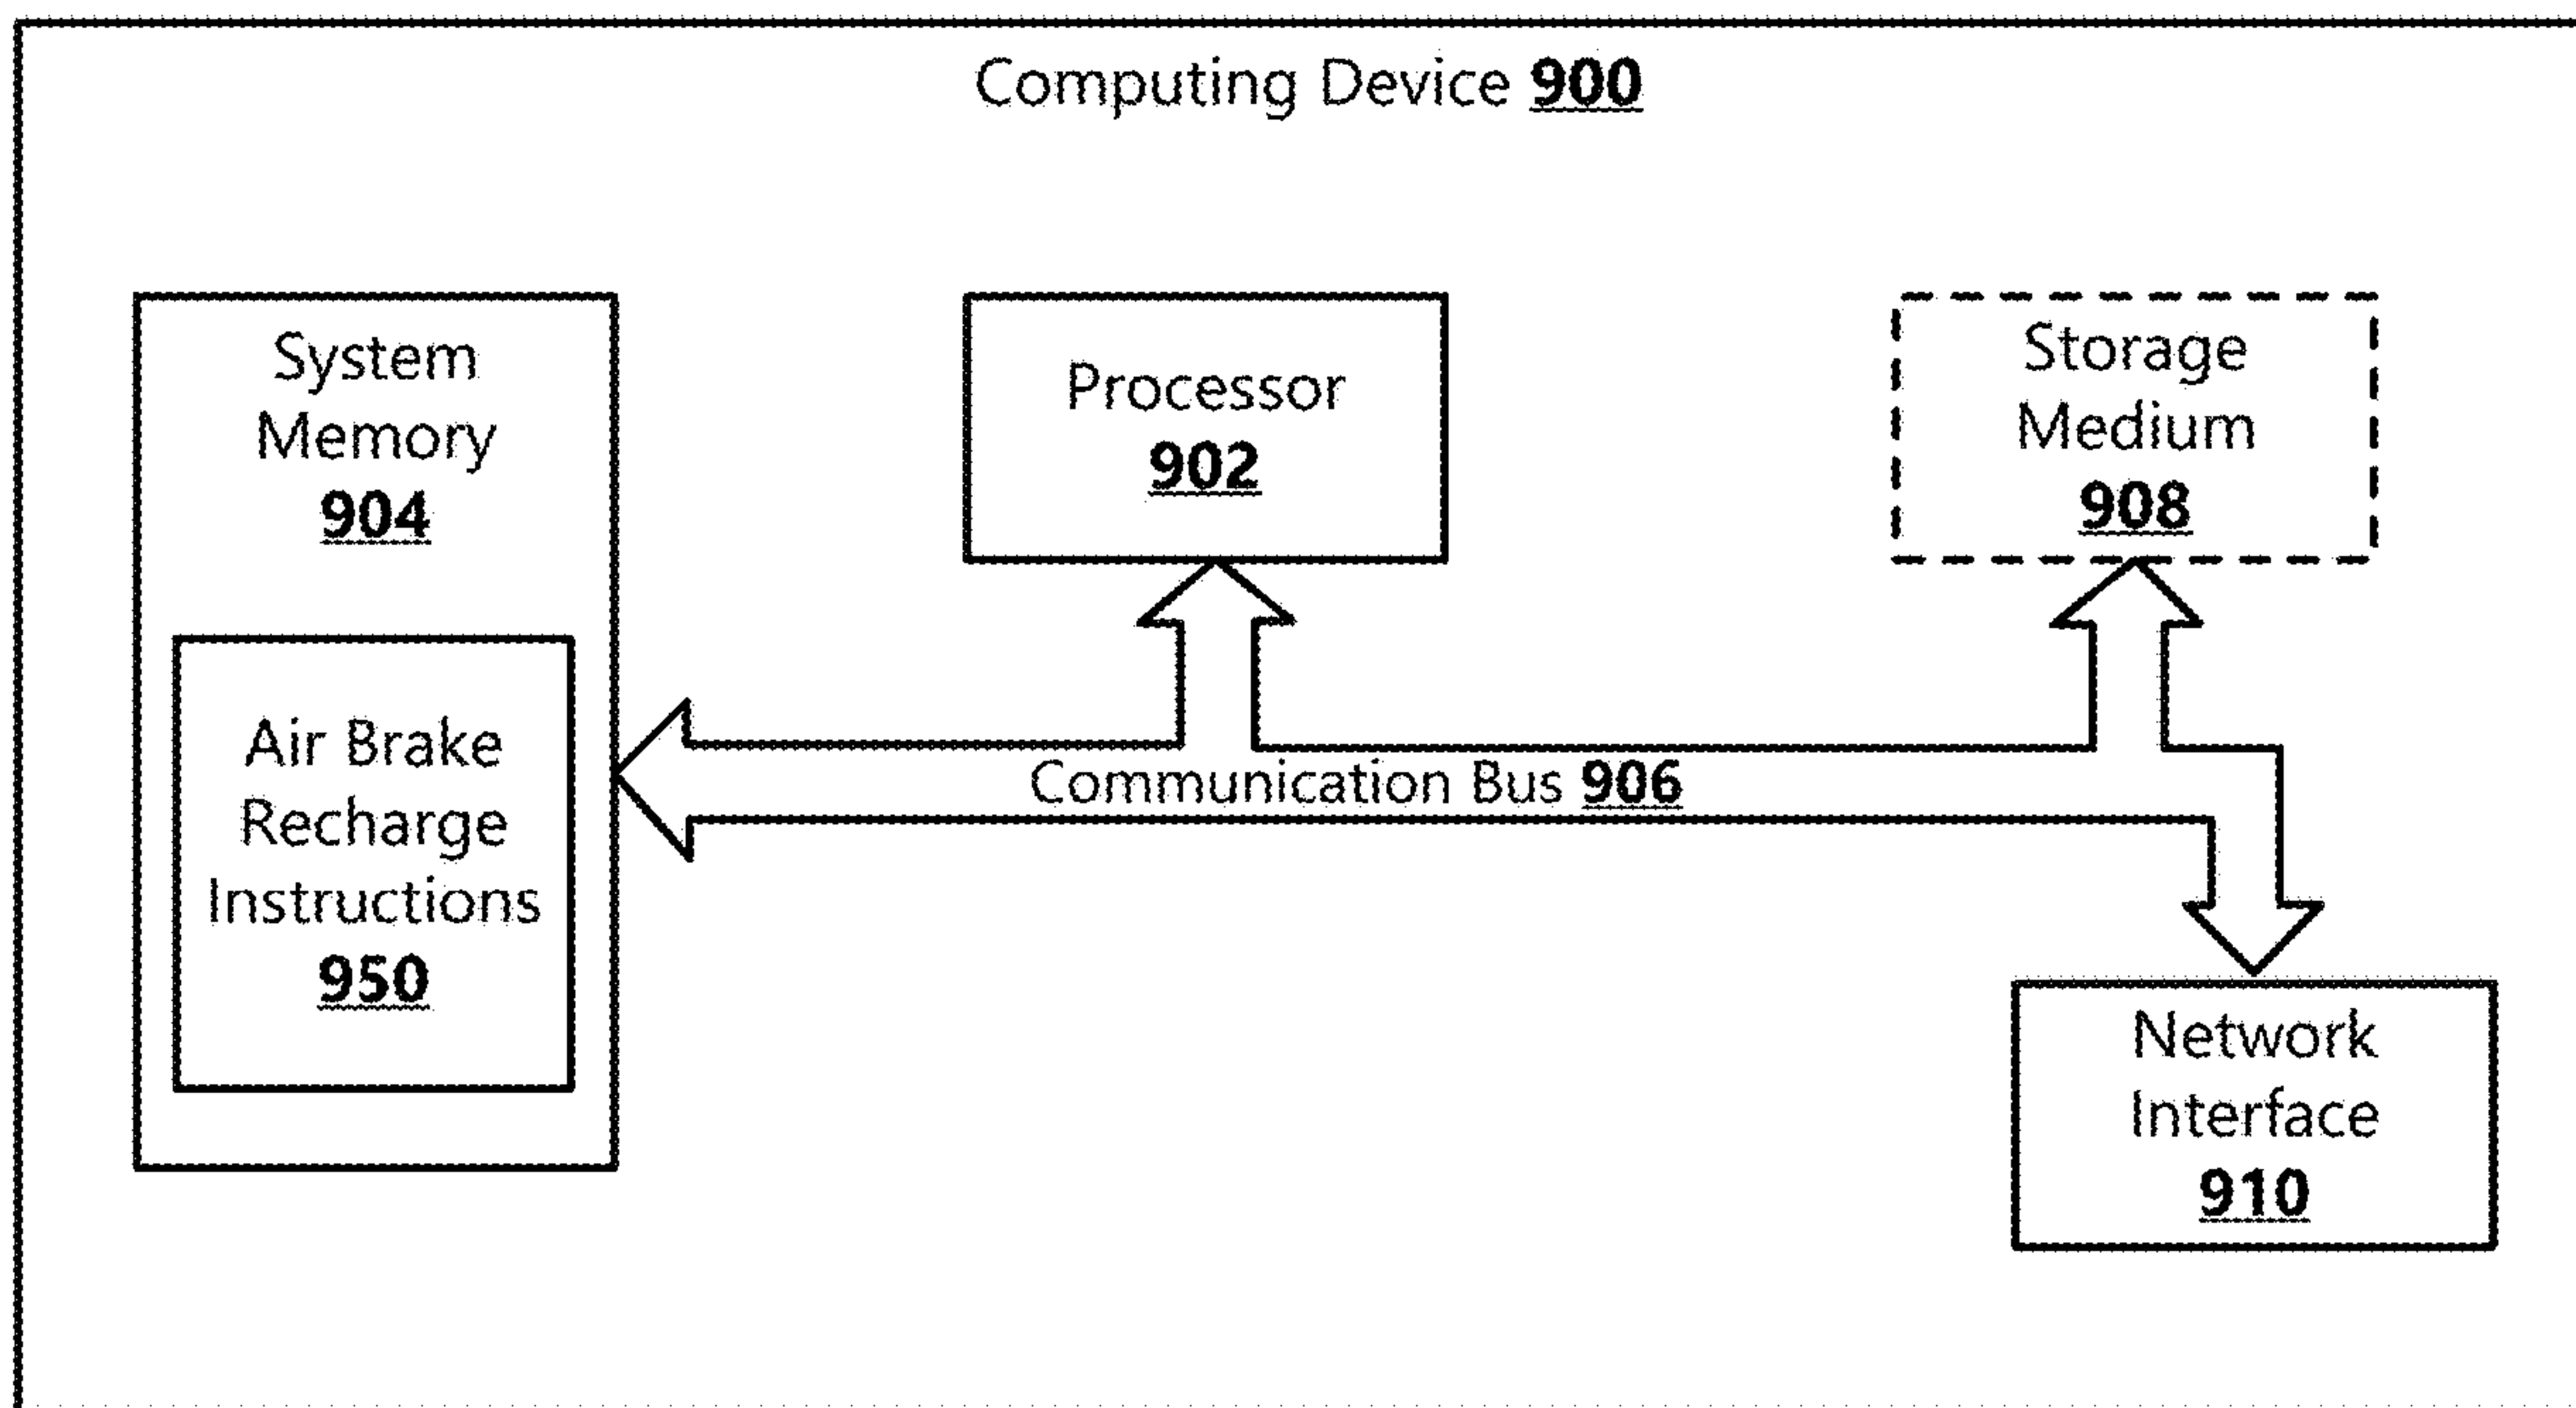 Computing Device 900
System
Memory
904
Air Brake
Recharge
Instructions
950
Processor
902
Storage
Medium
908
Communication Bus 906
Network
Interface
910